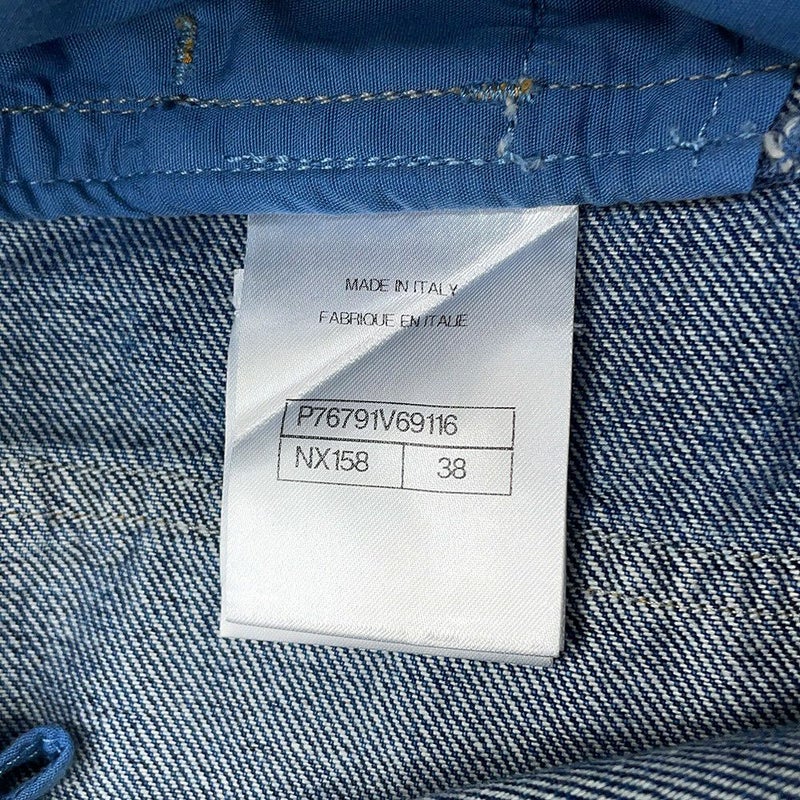 MADE IN ITALY
FABRIQUE EN ITALIE
P76791V69116
NX158 38